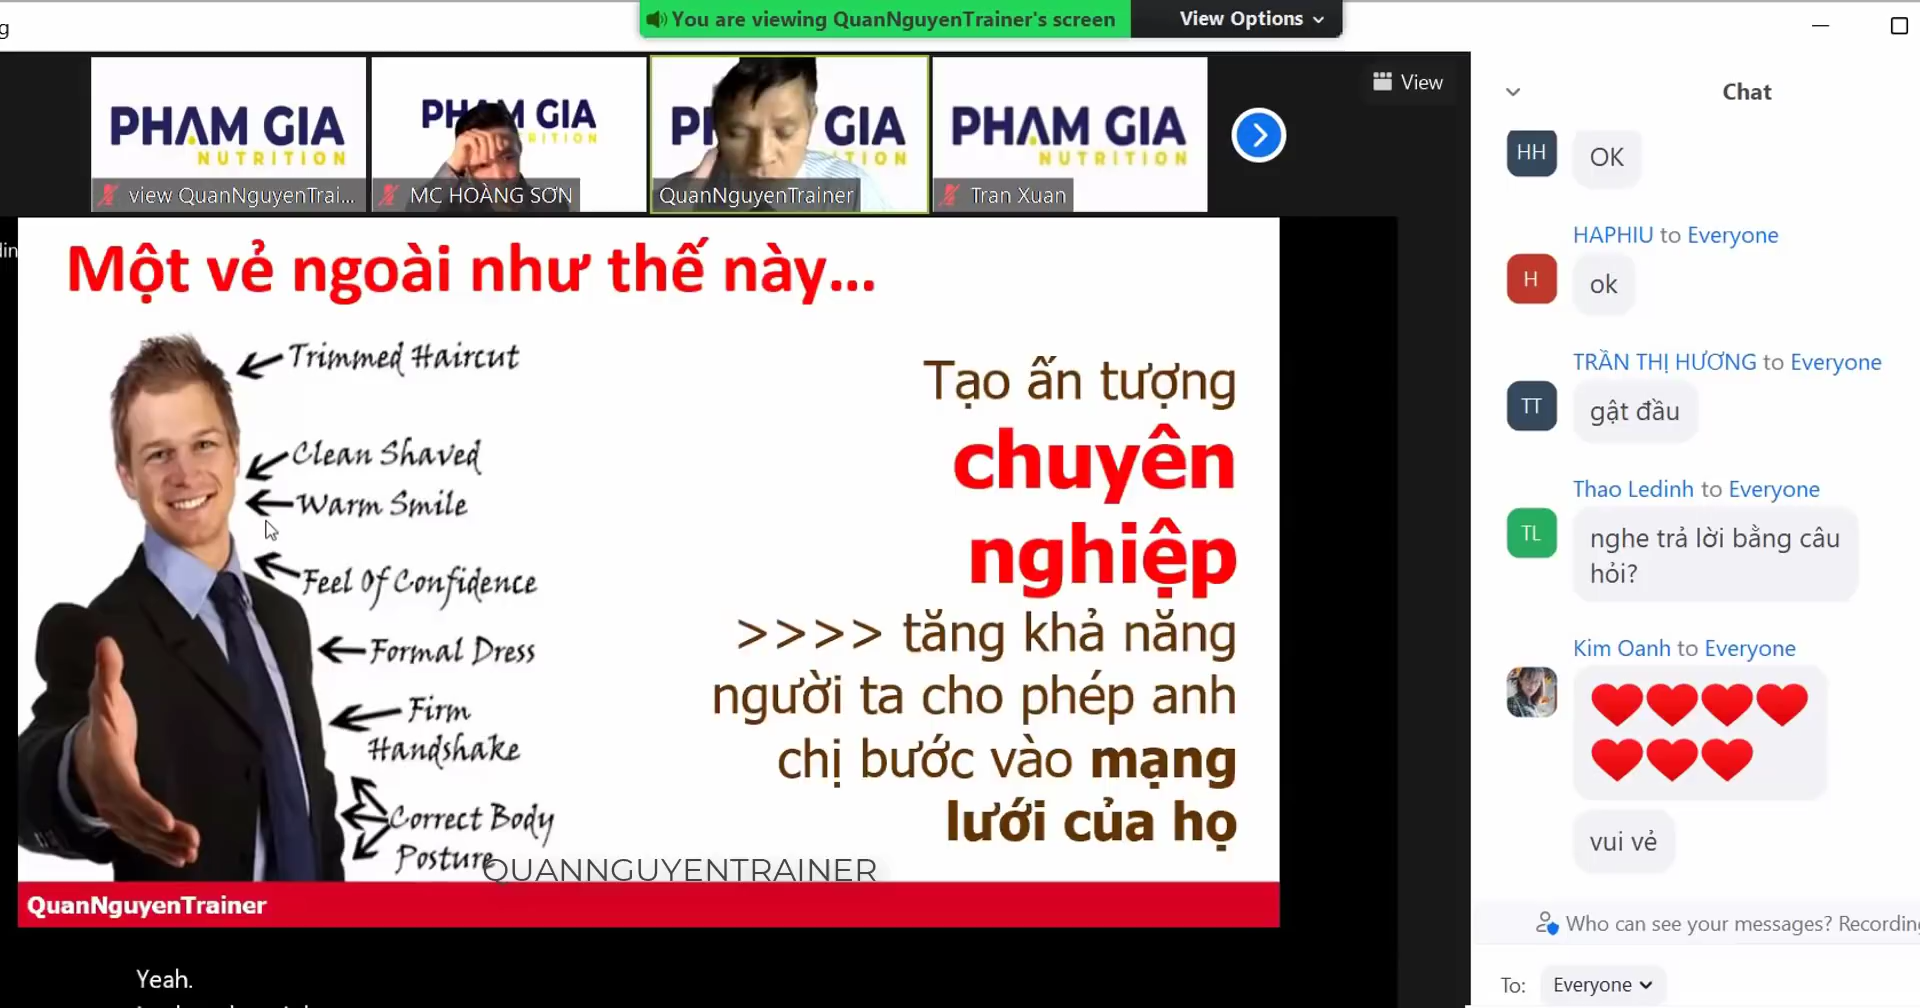 g
You are viewing QuanNguyenTrainer's screen
View Options
View
PHAM GIA
NUTRITION
view QuanNguyenTrai...
PHAM GIA
MC HOÀNG SƠN
GIA
QuanNguyenTrainer
PHAM GIA
NUTRITION
Tran Xuan
Một vẻ ngoài như thế này...
Trimmed Haircut
Clean Shaved
Warm Smile
Feel Of Confidence
Formal Dress
Firm
Handshake
Correct Body
Posture
Tạo ấn tượng
chuyên
nghiệp
>>>> tăng khả năng
người ta cho phép anh
chị bước vào mạng
lưới của họ
QUANNGUYENTRAINER
QuanNguyenTrainer
Yeah.
Chat
HH
OK
HAPHIU to Everyone
H
ok
TRẦN THỊ HƯƠNG to Everyone
TT
gật đầu
Thao Ledinh to Everyone
TL
nghe trả lời bằng câu
hỏi?
Kim Oanh to Everyone
vui vẻ
Who can see your messages? Recording
To: Everyone